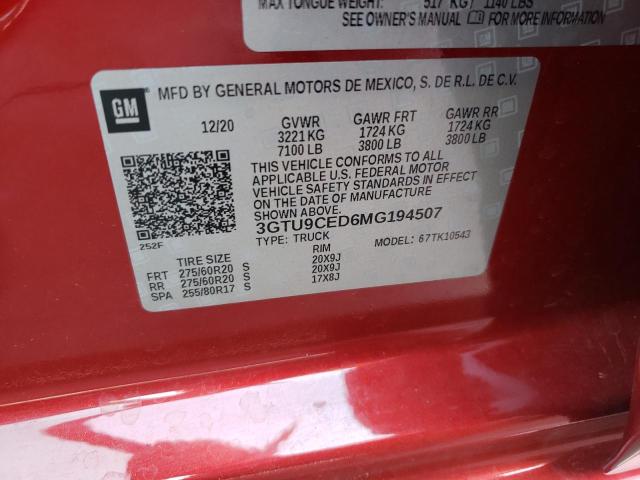 MAX TONGUE WEIGHT: 517 KG / 1140 LBS
SEE OWNER'S MANUAL FOR MORE INFORMATION
GM
MFD BY GENERAL MOTORS DE MEXICO, S. DE R.L. DE C.V.
12/20 GVWR GAWR FRT GAWR RR
3221 KG 1724 KG 1724 KG
7100 LB 3800 LB 3800 LB
THIS VEHICLE CONFORMS TO ALL
APPLICABLE U.S. FEDERAL MOTOR
VEHICLE SAFETY STANDARDS IN EFFECT
ON THE DATE OF MANUFACTURE
SHOWN ABOVE.
3GTU9CED6MG194507
TYPE: TRUCK MODEL: 67TK10543
252F
TIRE SIZE RIM
FRT 275/60R20 S 20X9J
RR 275/60R20 S 20X9J
SPA 255/80R17 S 17X8J